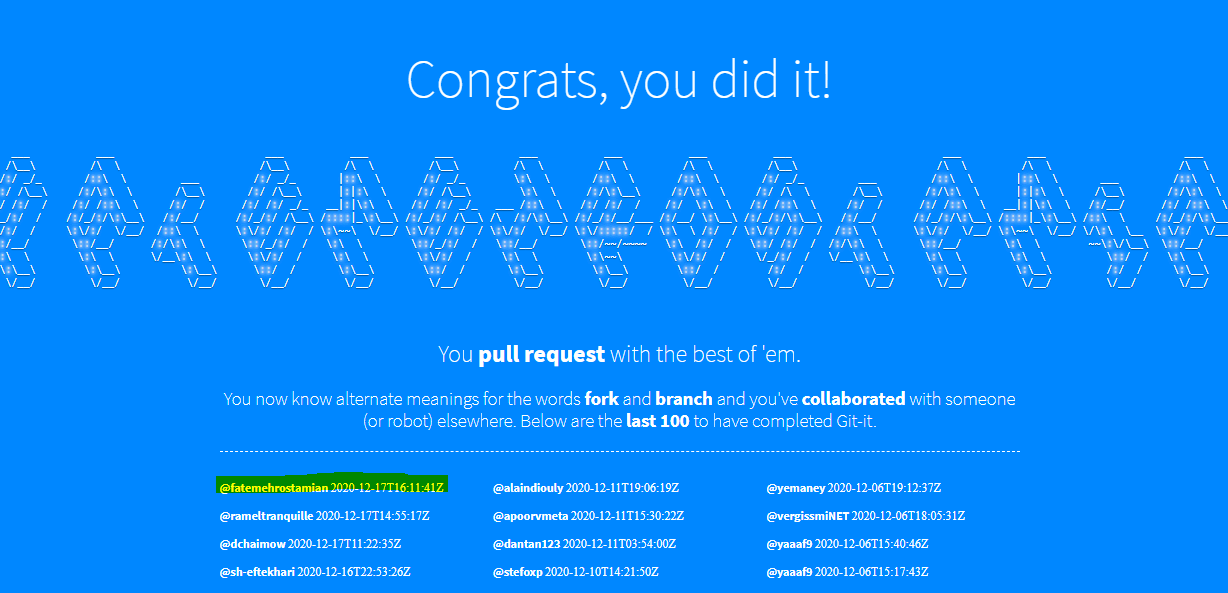 Congrats, you did it!
You pull request with the best of 'em.
You now know alternate meanings for the words fork and branch and you've collaborated with someone
(or robot) elsewhere. Below are the last 100 to have completed Git-it.
@fatemehrostamian 2020-12-17T16:11:41Z
@alaindiouly 2020-12-11T19:06:19Z
@yemaney 2020-12-06T19:12:37Z
@rameltranquille 2020-12-17T14:55:17Z
@apoorvmeta 2020-12-11T15:30:22Z
@vergissmiNET 2020-12-06T18:05:31Z
@dchaimow 2020-12-17T11:22:35Z
@dantan123 2020-12-11T03:54:00Z
@yaaaf9 2020-12-06T15:40:46Z
@sh-eftekhari 2020-12-16T22:53:26Z
@stefoxp 2020-12-10T14:21:50Z
@yaaaf9 2020-12-06T15:17:43Z